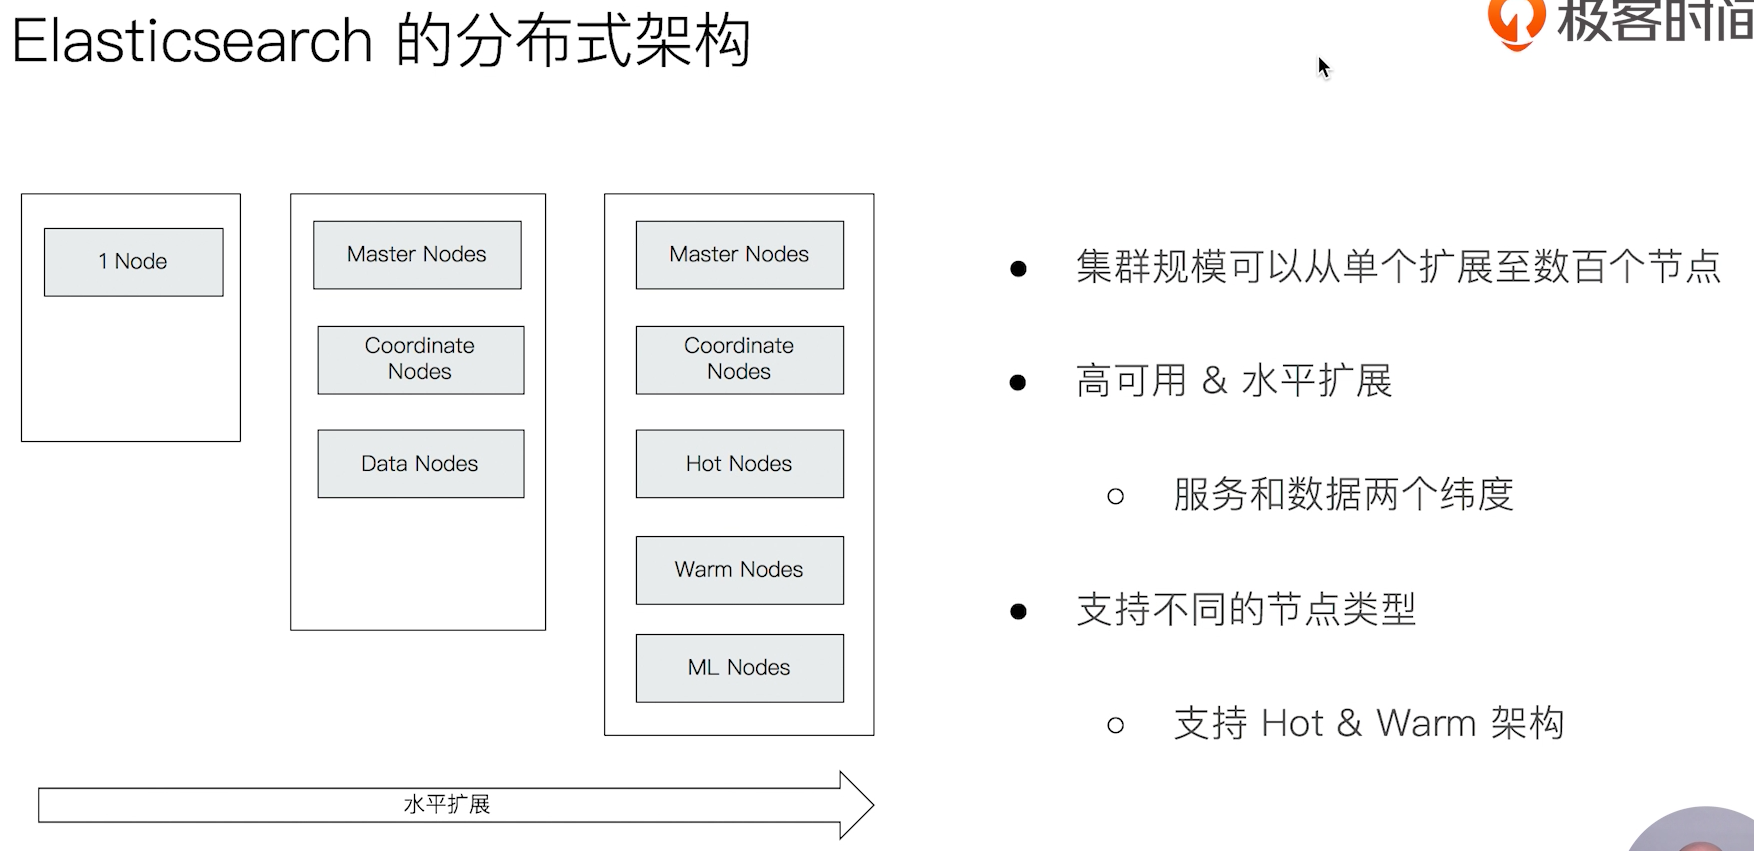 Elasticsearch 的分布式架构
极客时间
1 Node
Master Nodes
Coordinate
Nodes
Data Nodes
Master Nodes
Coordinate
Nodes
Hot Nodes
Warm Nodes
ML Nodes
水平扩展
● 集群规模可以从单个扩展至数百个节点
● 高可用 & 水平扩展
○ 服务和数据两个纬度
● 支持不同的节点类型
○ 支持 Hot & Warm 架构